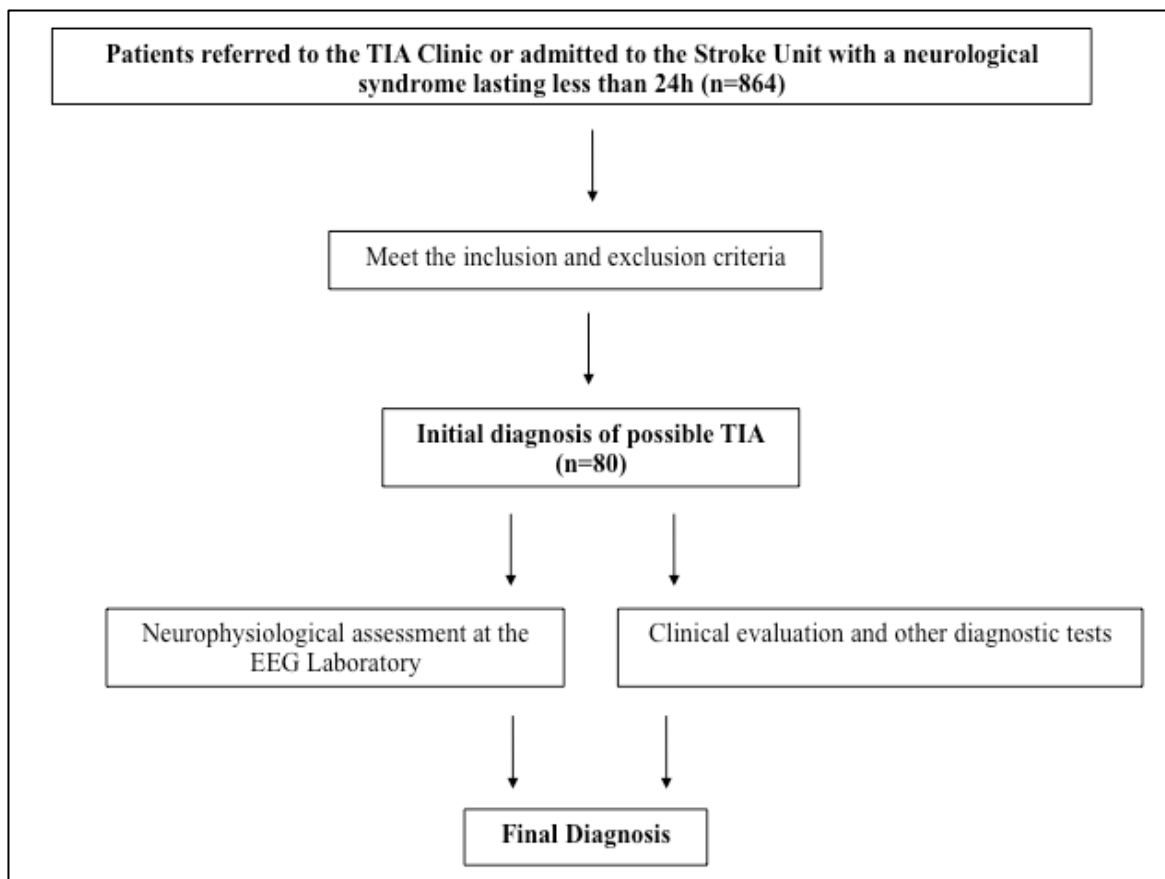 Patients referred to the TIA Clinic or admitted to the Stroke Unit with a neurological
syndrome lasting less than 24h (n=864)
Meet the inclusion and exclusion criteria
Initial diagnosis of possible TIA
(n=80)
Neurophysiological assessment at the
EEG Laboratory
Clinical evaluation and other diagnostic tests
Final Diagnosis